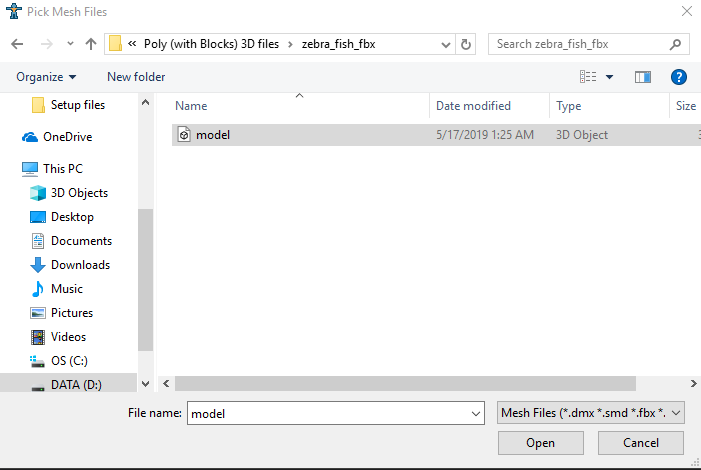 Pick Mesh Files
« Poly (with Blocks) 3D files › zebra_fish_fbx
Search zebra_fish_fbx
Organize
New folder
?
Name
Date modified
Type
Size
model
5/17/2019 1:25 AM
3D Object
3
Setup files
OneDrive
This PC
3D Objects
Desktop
Documents
Downloads
Music
Pictures
Videos
OS (C:)
DATA (D:)
File name:
model
Mesh Files (*.dmx *.smd *.fbx *.
Open
Cancel